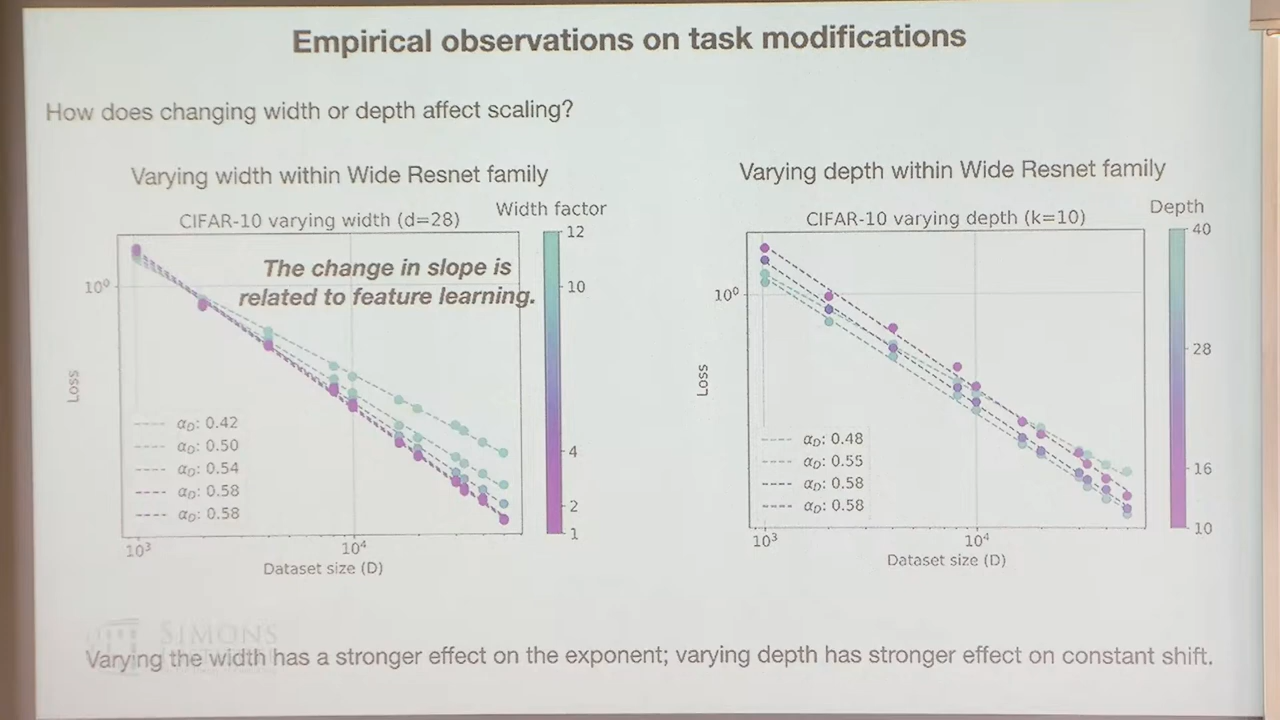 Empirical observations on task modifications
How does changing width or depth affect scaling?
Varying width within Wide Resnet family
CIFAR-10 varying width (d=28)
Width factor
The change in slope is
related to feature learning.
10⁰
Loss
α_D: 0.42
α_D: 0.50
α_D: 0.54
α_D: 0.58
α_D: 0.58
10³
10⁴
Dataset size (D)
12
10
4
2
1
Varying depth within Wide Resnet family
CIFAR-10 varying depth (k=10)
Depth
10⁰
Loss
α_D: 0.48
α_D: 0.55
α_D: 0.58
α_D: 0.58
10³
10⁴
Dataset size (D)
40
28
16
10
SIMONS
Varying the width has a stronger effect on the exponent; varying depth has stronger effect on constant shift.